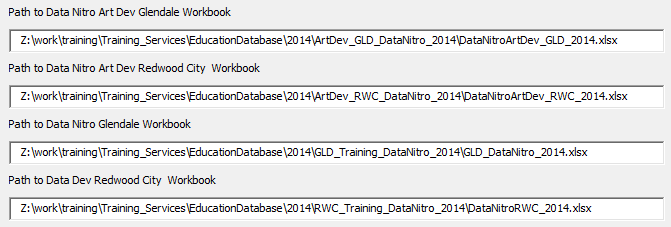 Path to Data Nitro Art Dev Glendale Workbook
Z:\work\training\Training_Services\EducationDatabase\2014\ArtDev_GLD_DataNitro_2014\DataNitroArtDev_GLD_2014.xlsx
Path to Data Nitro Art Dev Redwood City  Workbook
Z:\work\training\Training_Services\EducationDatabase\2014\ArtDev_RWC_DataNitro_2014\DataNitroArtDev_RWC_2014.xlsx
Path to Data Nitro Glendale Workbook
Z:\work\training\Training_Services\EducationDatabase\2014\GLD_Training_DataNitro_2014\GLD_DataNitro_2014.xlsx
Path to Data Dev Redwood City  Workbook
Z:\work\training\Training_Services\EducationDatabase\2014\RWC_Training_DataNitro_2014\DataNitroRWC_2014.xlsx